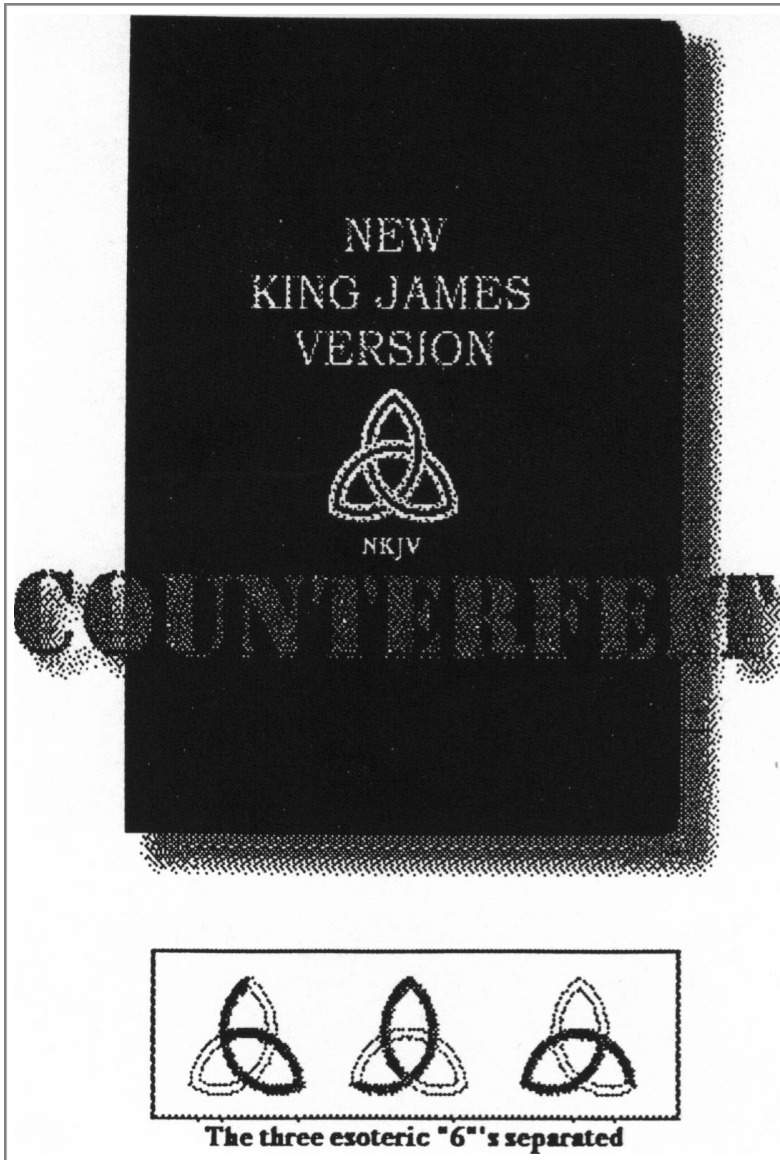 NEW
KING JAMES
VERSION
NKJV
COUNTERFEIT
The three esoteric "6"'s separated